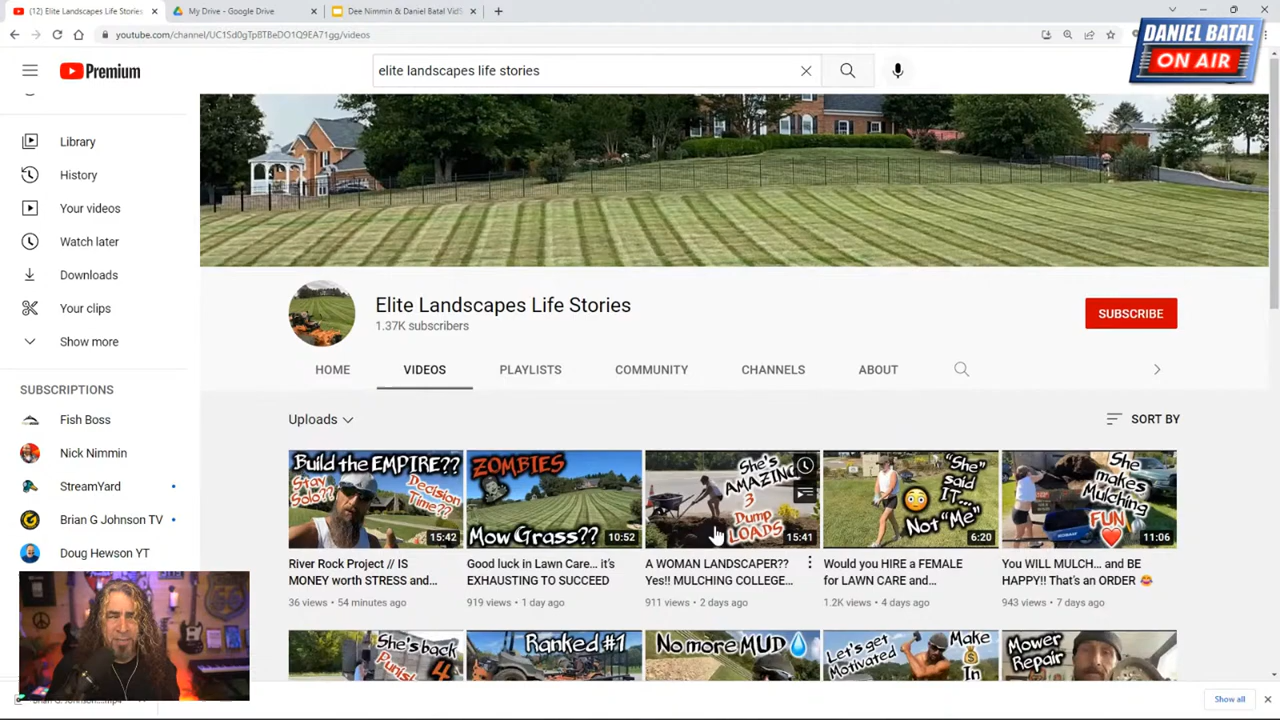 (12) Elite Landscapes Life Stories
My Drive - Google Drive
Dee Nimmin & Daniel Batal VidS
youtube.com/channel/UC1Sd0gTpBTBeDO1Q9EA71gg/videos
DANIEL BATAL
ON AIR
Premium
elite landscapes life stories
Library
History
Your videos
Watch later
Downloads
Your clips
Show more
SUBSCRIPTIONS
Fish Boss
Nick Nimmin
StreamYard
Brian G Johnson TV
Doug Hewson YT
Elite Landscapes Life Stories
1.37K subscribers
SUBSCRIBE
HOME
VIDEOS
PLAYLISTS
COMMUNITY
CHANNELS
ABOUT
Uploads
SORT BY
Build the EMPIRE??
Stay Solo??
Decision Time??
15:42
River Rock Project // IS
MONEY worth STRESS and...
36 views • 54 minutes ago
ZOMBIES
Mow Grass??
10:52
Good luck in Lawn Care... it's
EXHAUSTING TO SUCCEED
919 views • 1 day ago
She's
AMAZING
3
Dump
LOADS
15:41
A WOMAN LANDSCAPER??
Yes!! MULCHING COLLEGE...
911 views • 2 days ago
"She"
said
IT...
Not "Me"
6:20
Would you HIRE a FEMALE
for LAWN CARE and...
1.2K views • 4 days ago
She
makes
Mulching
FUN
11:06
You WILL MULCH... and BE
HAPPY!! That's an ORDER 😂
943 views • 7 days ago
She's back
4
Ranked #1
No more MUD
Let's get
Motivated
Make
In
Mower
Repair
Brian G. Johnson....mp4
Show all